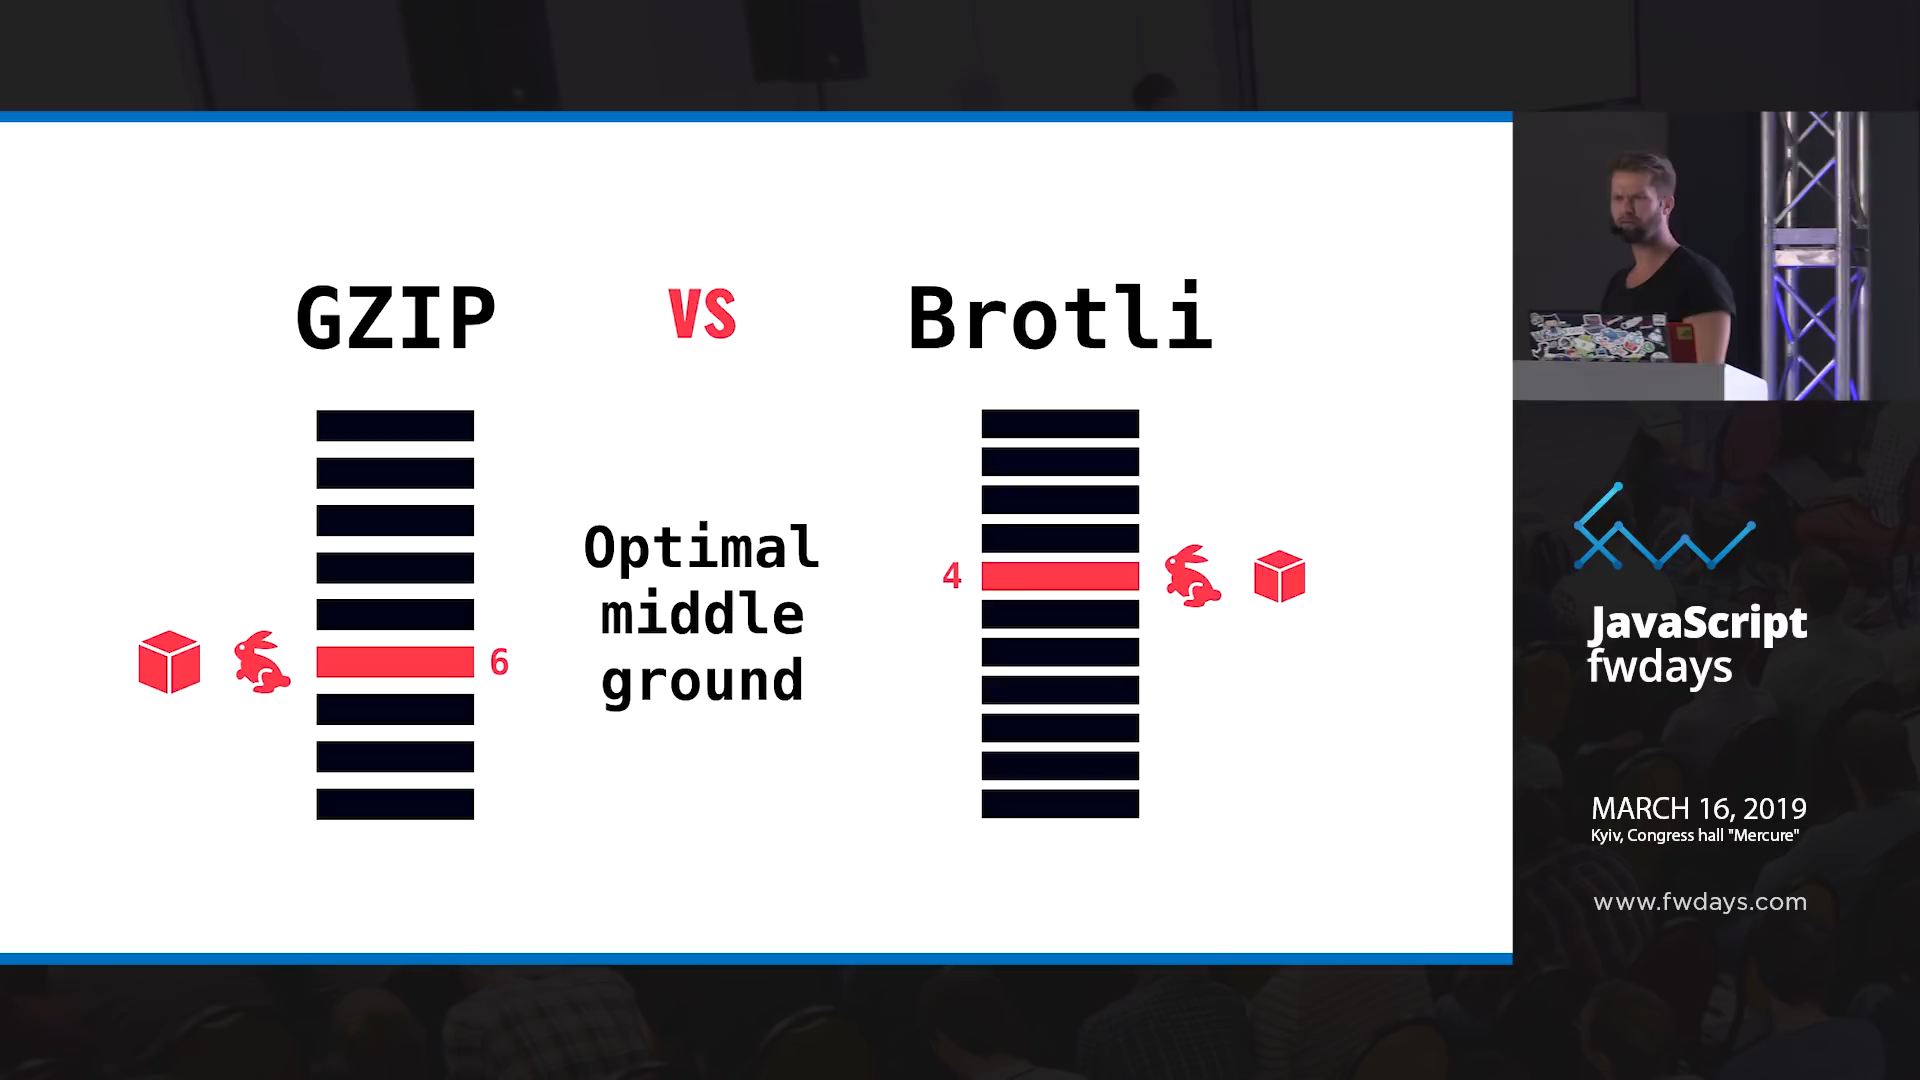 GZIP
VS
Brotli
Optimal
middle
ground
6
4
JavaScript
fwdays
MARCH 16, 2019
Kyiv, Congress hall "Mercure"
www.fwdays.com